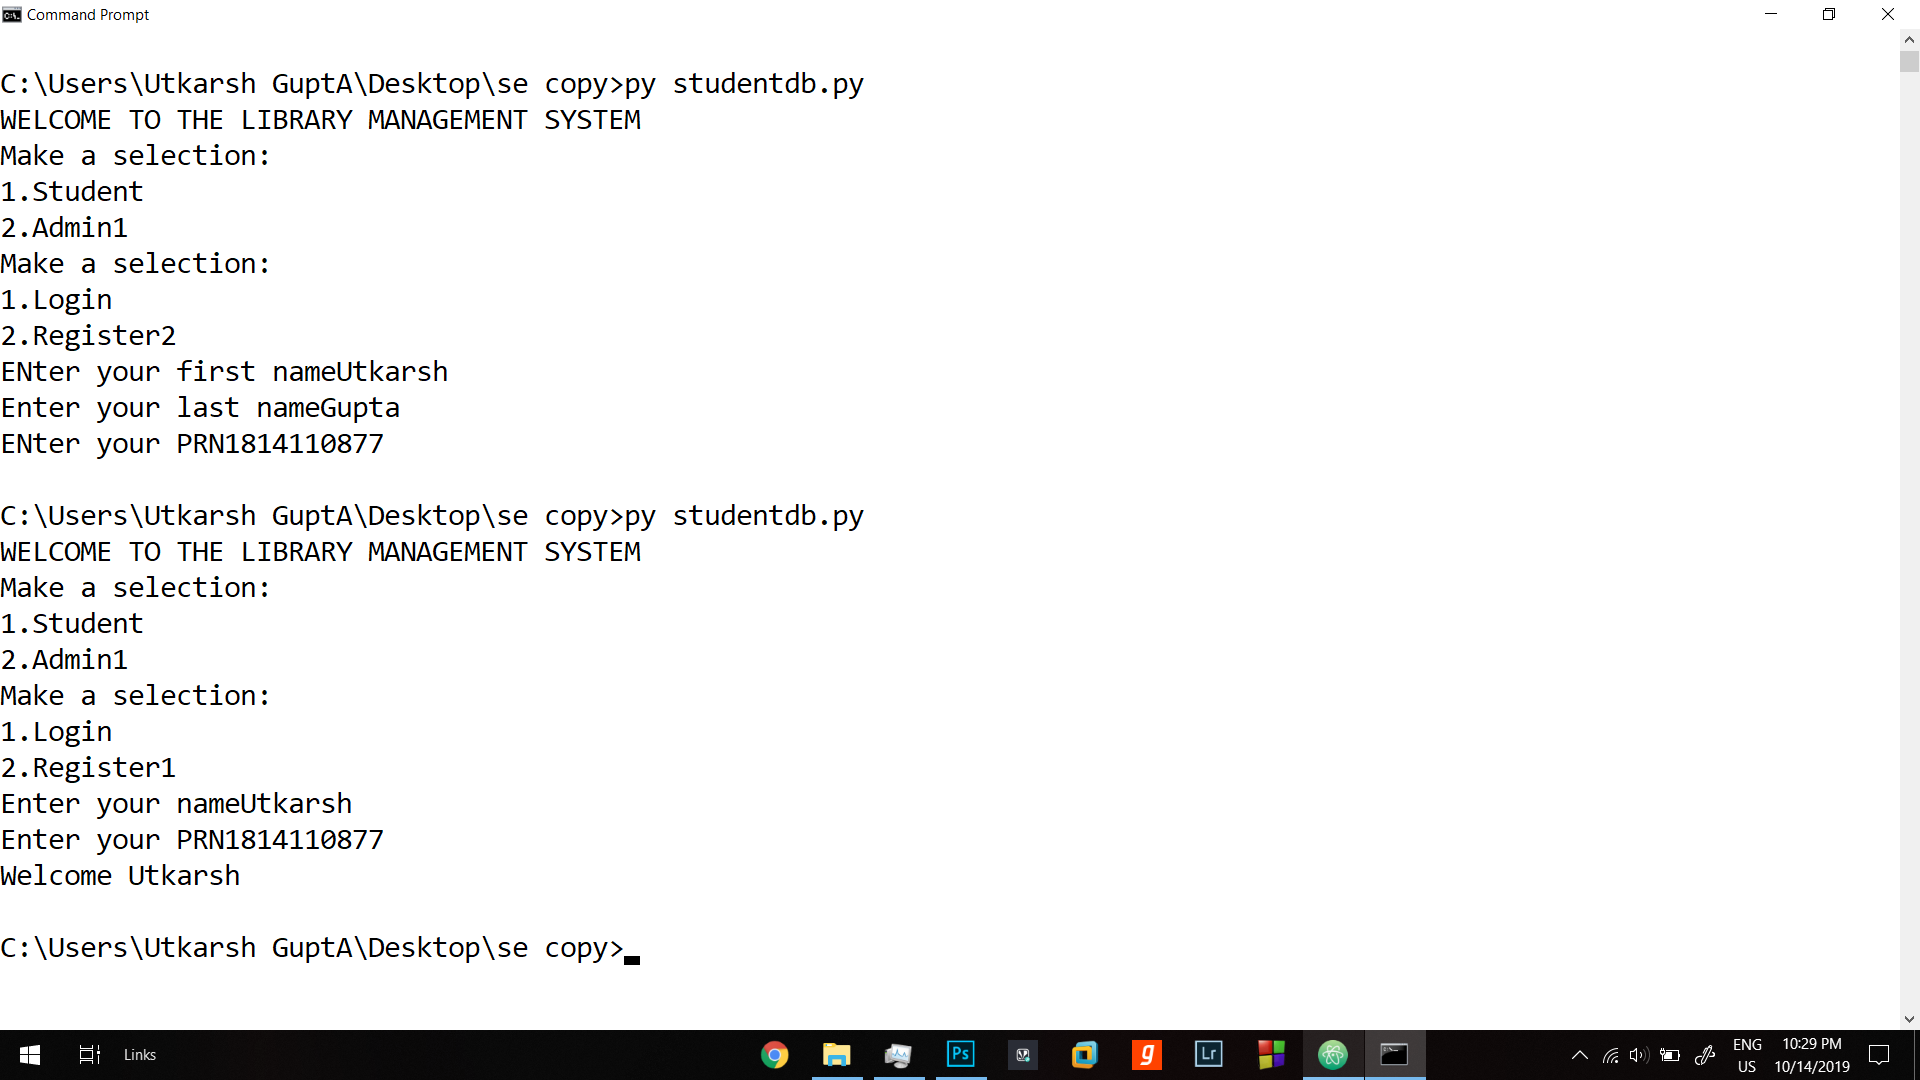 Command Prompt
C:\Users\Utkarsh GuptA\Desktop\se copy>py studentdb.py
WELCOME TO THE LIBRARY MANAGEMENT SYSTEM
Make a selection:
1.Student
2.Admin1
Make a selection:
1.Login
2.Register2
ENter your first nameUtkarsh
Enter your last nameGupta
ENter your PRN1814110877
C:\Users\Utkarsh GuptA\Desktop\se copy>py studentdb.py
WELCOME TO THE LIBRARY MANAGEMENT SYSTEM
Make a selection:
1.Student
2.Admin1
Make a selection:
1.Login
2.Register1
Enter your nameUtkarsh
Enter your PRN1814110877
Welcome Utkarsh
C:\Users\Utkarsh GuptA\Desktop\se copy>
Links
Ps
g
Lr
ENG
US
10:29 PM
10/14/2019